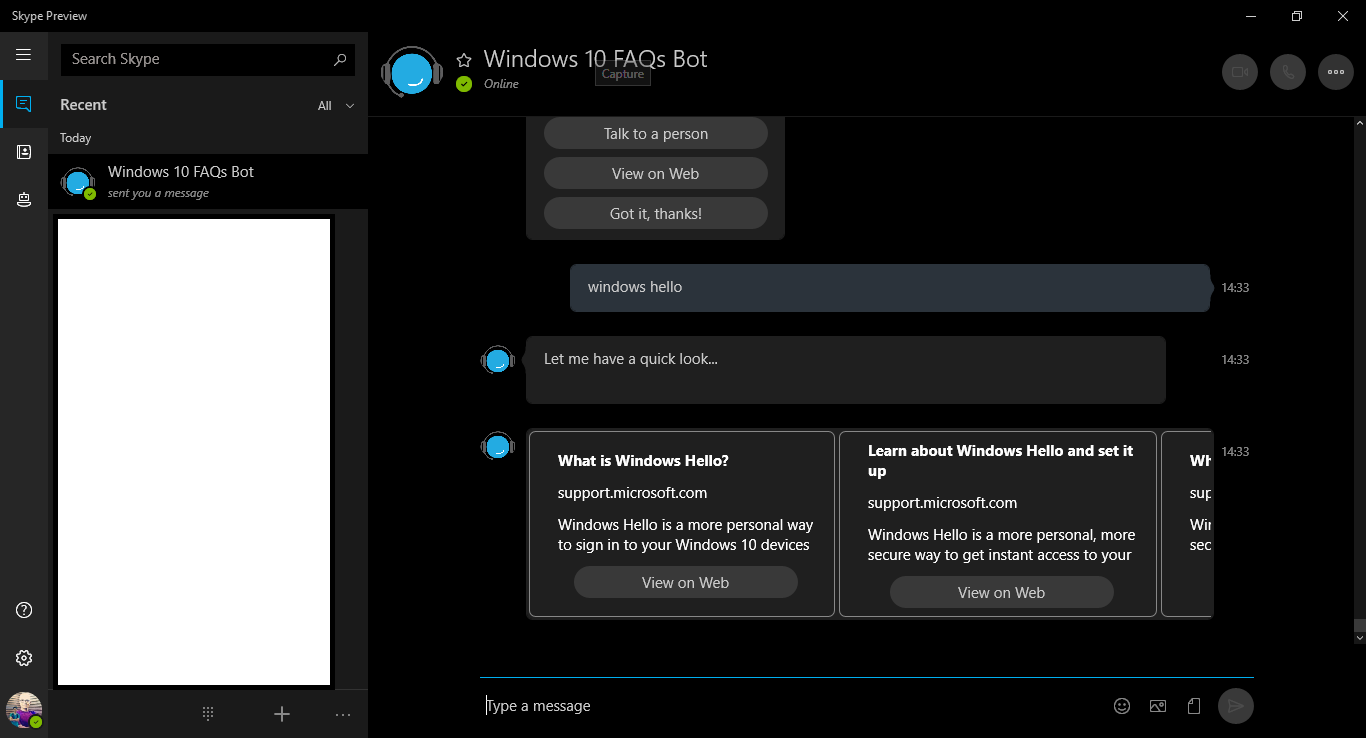 Skype Preview
Search Skype
Recent
All
Today
Windows 10 FAQs Bot
sent you a message
Windows 10 FAQs Bot
Online
Capture
Talk to a person
View on Web
Got it, thanks!
windows hello
14:33
Let me have a quick look...
14:33
14:33
What is Windows Hello?
support.microsoft.com
Windows Hello is a more personal way
to sign in to your Windows 10 devices
View on Web
Learn about Windows Hello and set it
up
support.microsoft.com
Windows Hello is a more personal, more
secure way to get instant access to your
View on Web
Wh
sup
Win
sec
Type a message